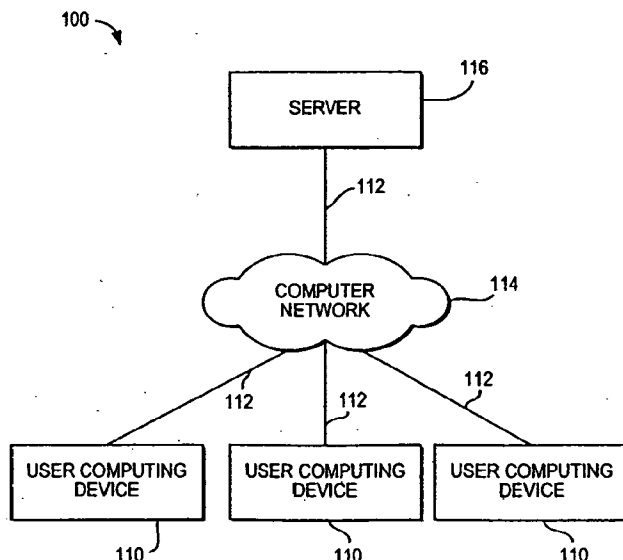 100
116
SERVER
112
COMPUTER
NETWORK
114
112
112
112
USER COMPUTING
DEVICE
USER COMPUTING
DEVICE
USER COMPUTING
DEVICE
110
110
110